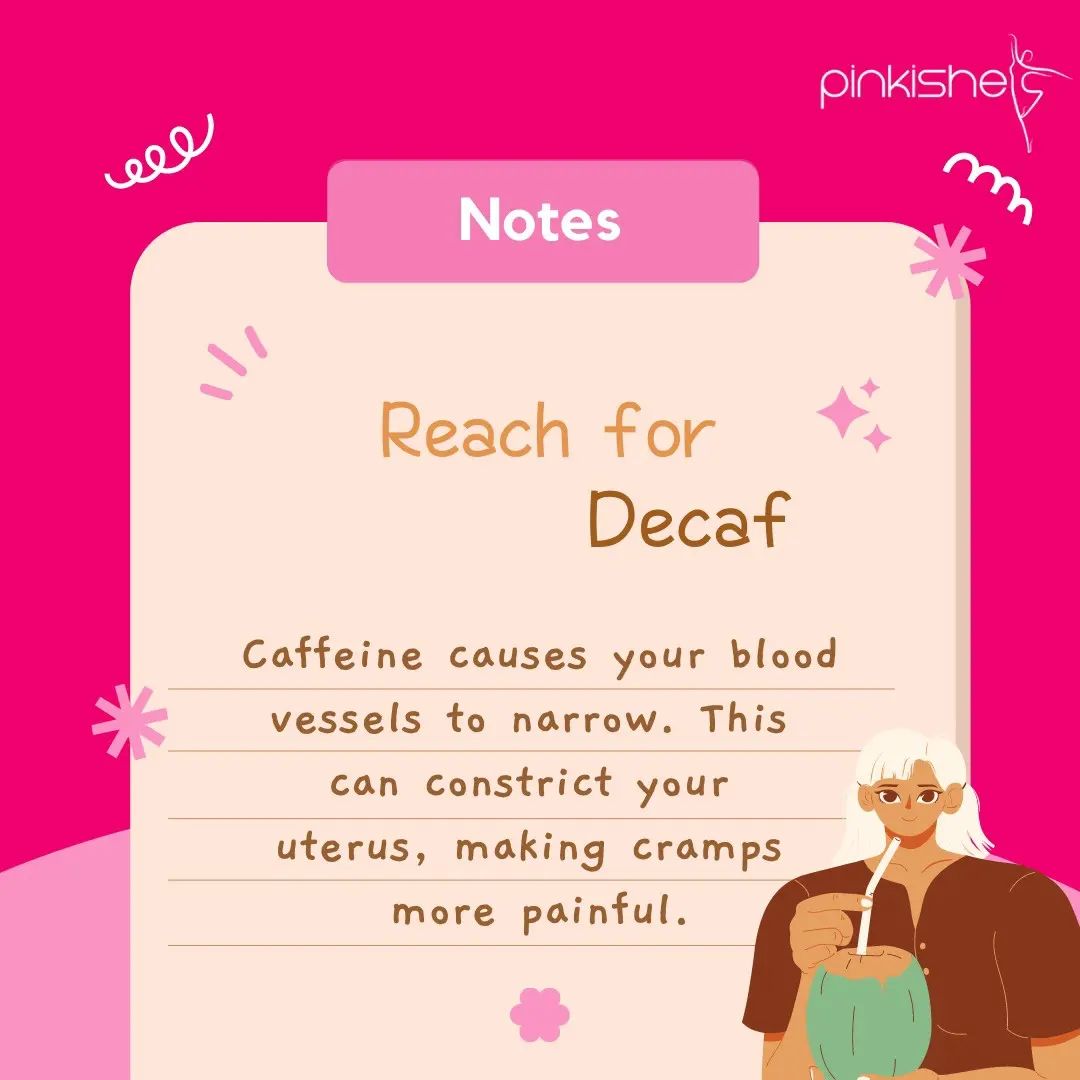 pinkishe
Notes
Reach for
Decaf
Caffeine causes your blood
vessels to narrow. This
can constrict your
uterus, making cramps
more painful.